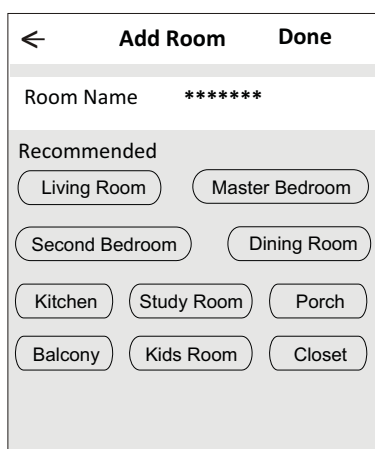 Add Room Done
Room Name *******
Recommended
Living Room Master Bedroom
Second Bedroom Dining Room
Kitchen Study Room Porch
Balcony Kids Room Closet